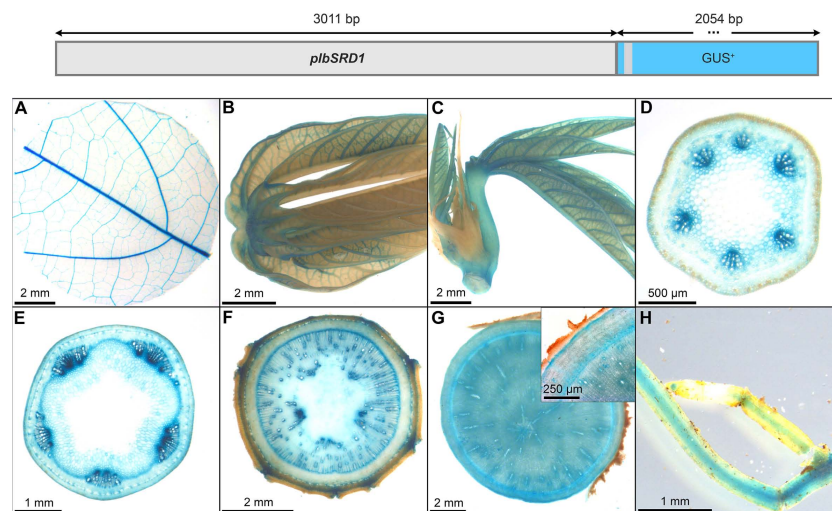 3011 bp
2054 bp
...
pIbSRD1
GUS⁺
A
B
C
D
2 mm
2 mm
2 mm
500 µm
E
F
G
250 µm
H
1 mm
2 mm
2 mm
1 mm